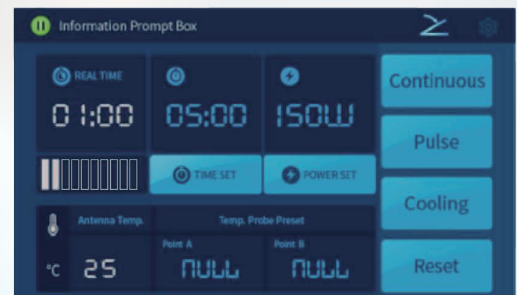 Information Prompt Box
REAL TIME
01:00
05:00
150W
TIME SET
POWER SET
Antenna Temp.
Temp. Probe Preset
Point A
Point B
°C
25
NULL
NULL
Continuous
Pulse
Cooling
Reset